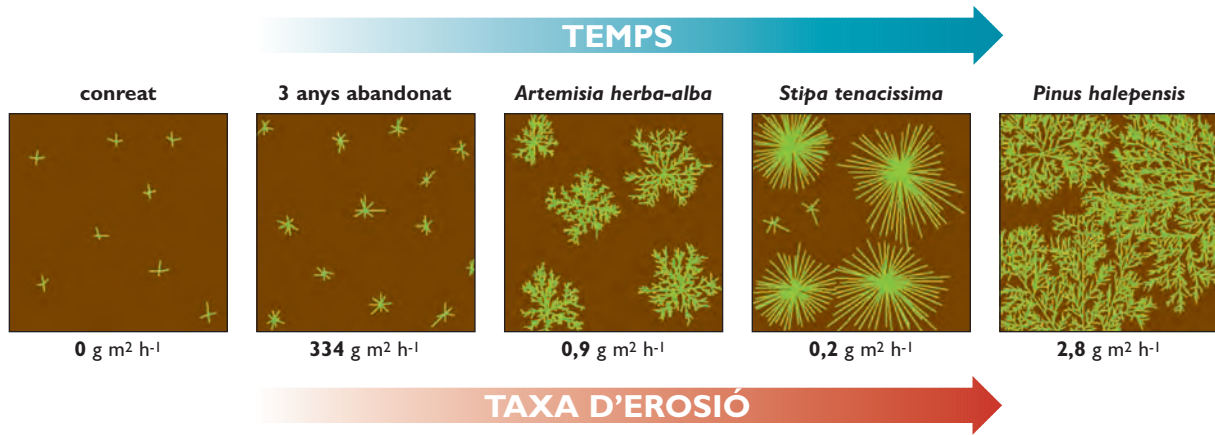 TEMPS
conreat
3 anys abandonat
Artemisia herba-alba
Stipa tenacissima
Pinus halepensis
0 g m² h⁻¹
334 g m² h⁻¹
0,9 g m² h⁻¹
0,2 g m² h⁻¹
2,8 g m² h⁻¹
TAXA D'EROSIÓ